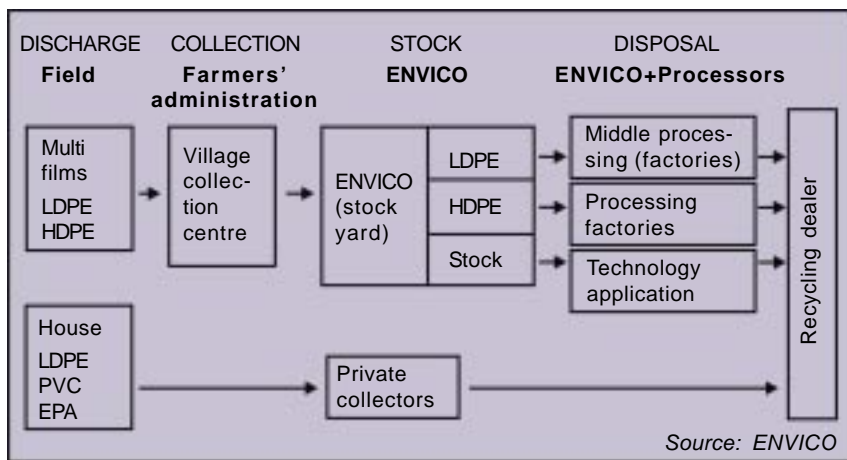 DISCHARGE COLLECTION STOCK DISPOSAL
Field Farmers' ENVICO ENVICO+Processors
administration
Multi
films
LDPE
HDPE
Village
collec-
tion
centre
ENVICO
(stock
yard)
LDPE
HDPE
Stock
Middle proces-
sing (factories)
Processing
factories
Technology
application
Recycling dealer
House
LDPE
PVC
EPA
Private
collectors
Source: ENVICO